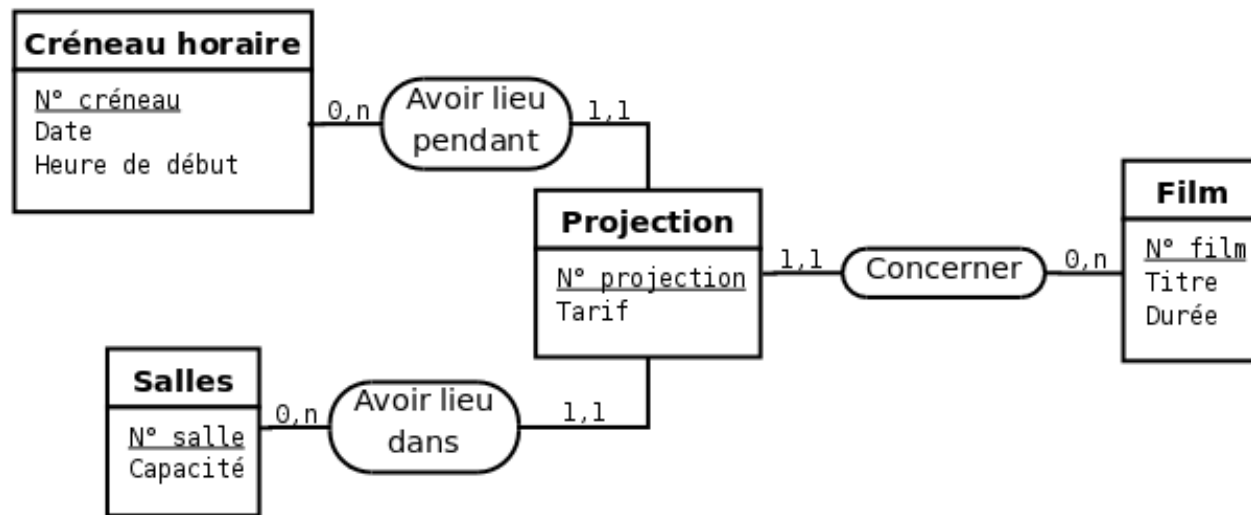 Créneau horaire
N° créneau
Date
Heure de début
0,n
Avoir lieu
pendant
1,1
Projection
N° projection
Tarif
1,1
Concerner
0,n
Film
N° film
Titre
Durée
Salles
N° salle
Capacité
0,n
Avoir lieu
dans
1,1